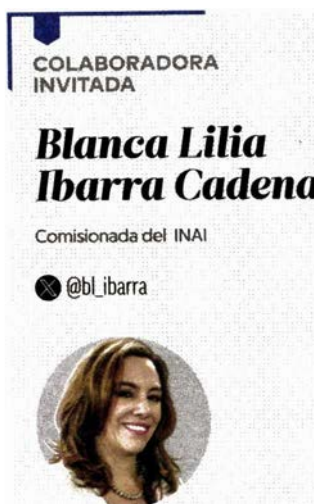 COLABORADORA
INVITADA
Blanca Lilia
Ibarra Cadena
Comisionada del INAI
@bl_ibarra